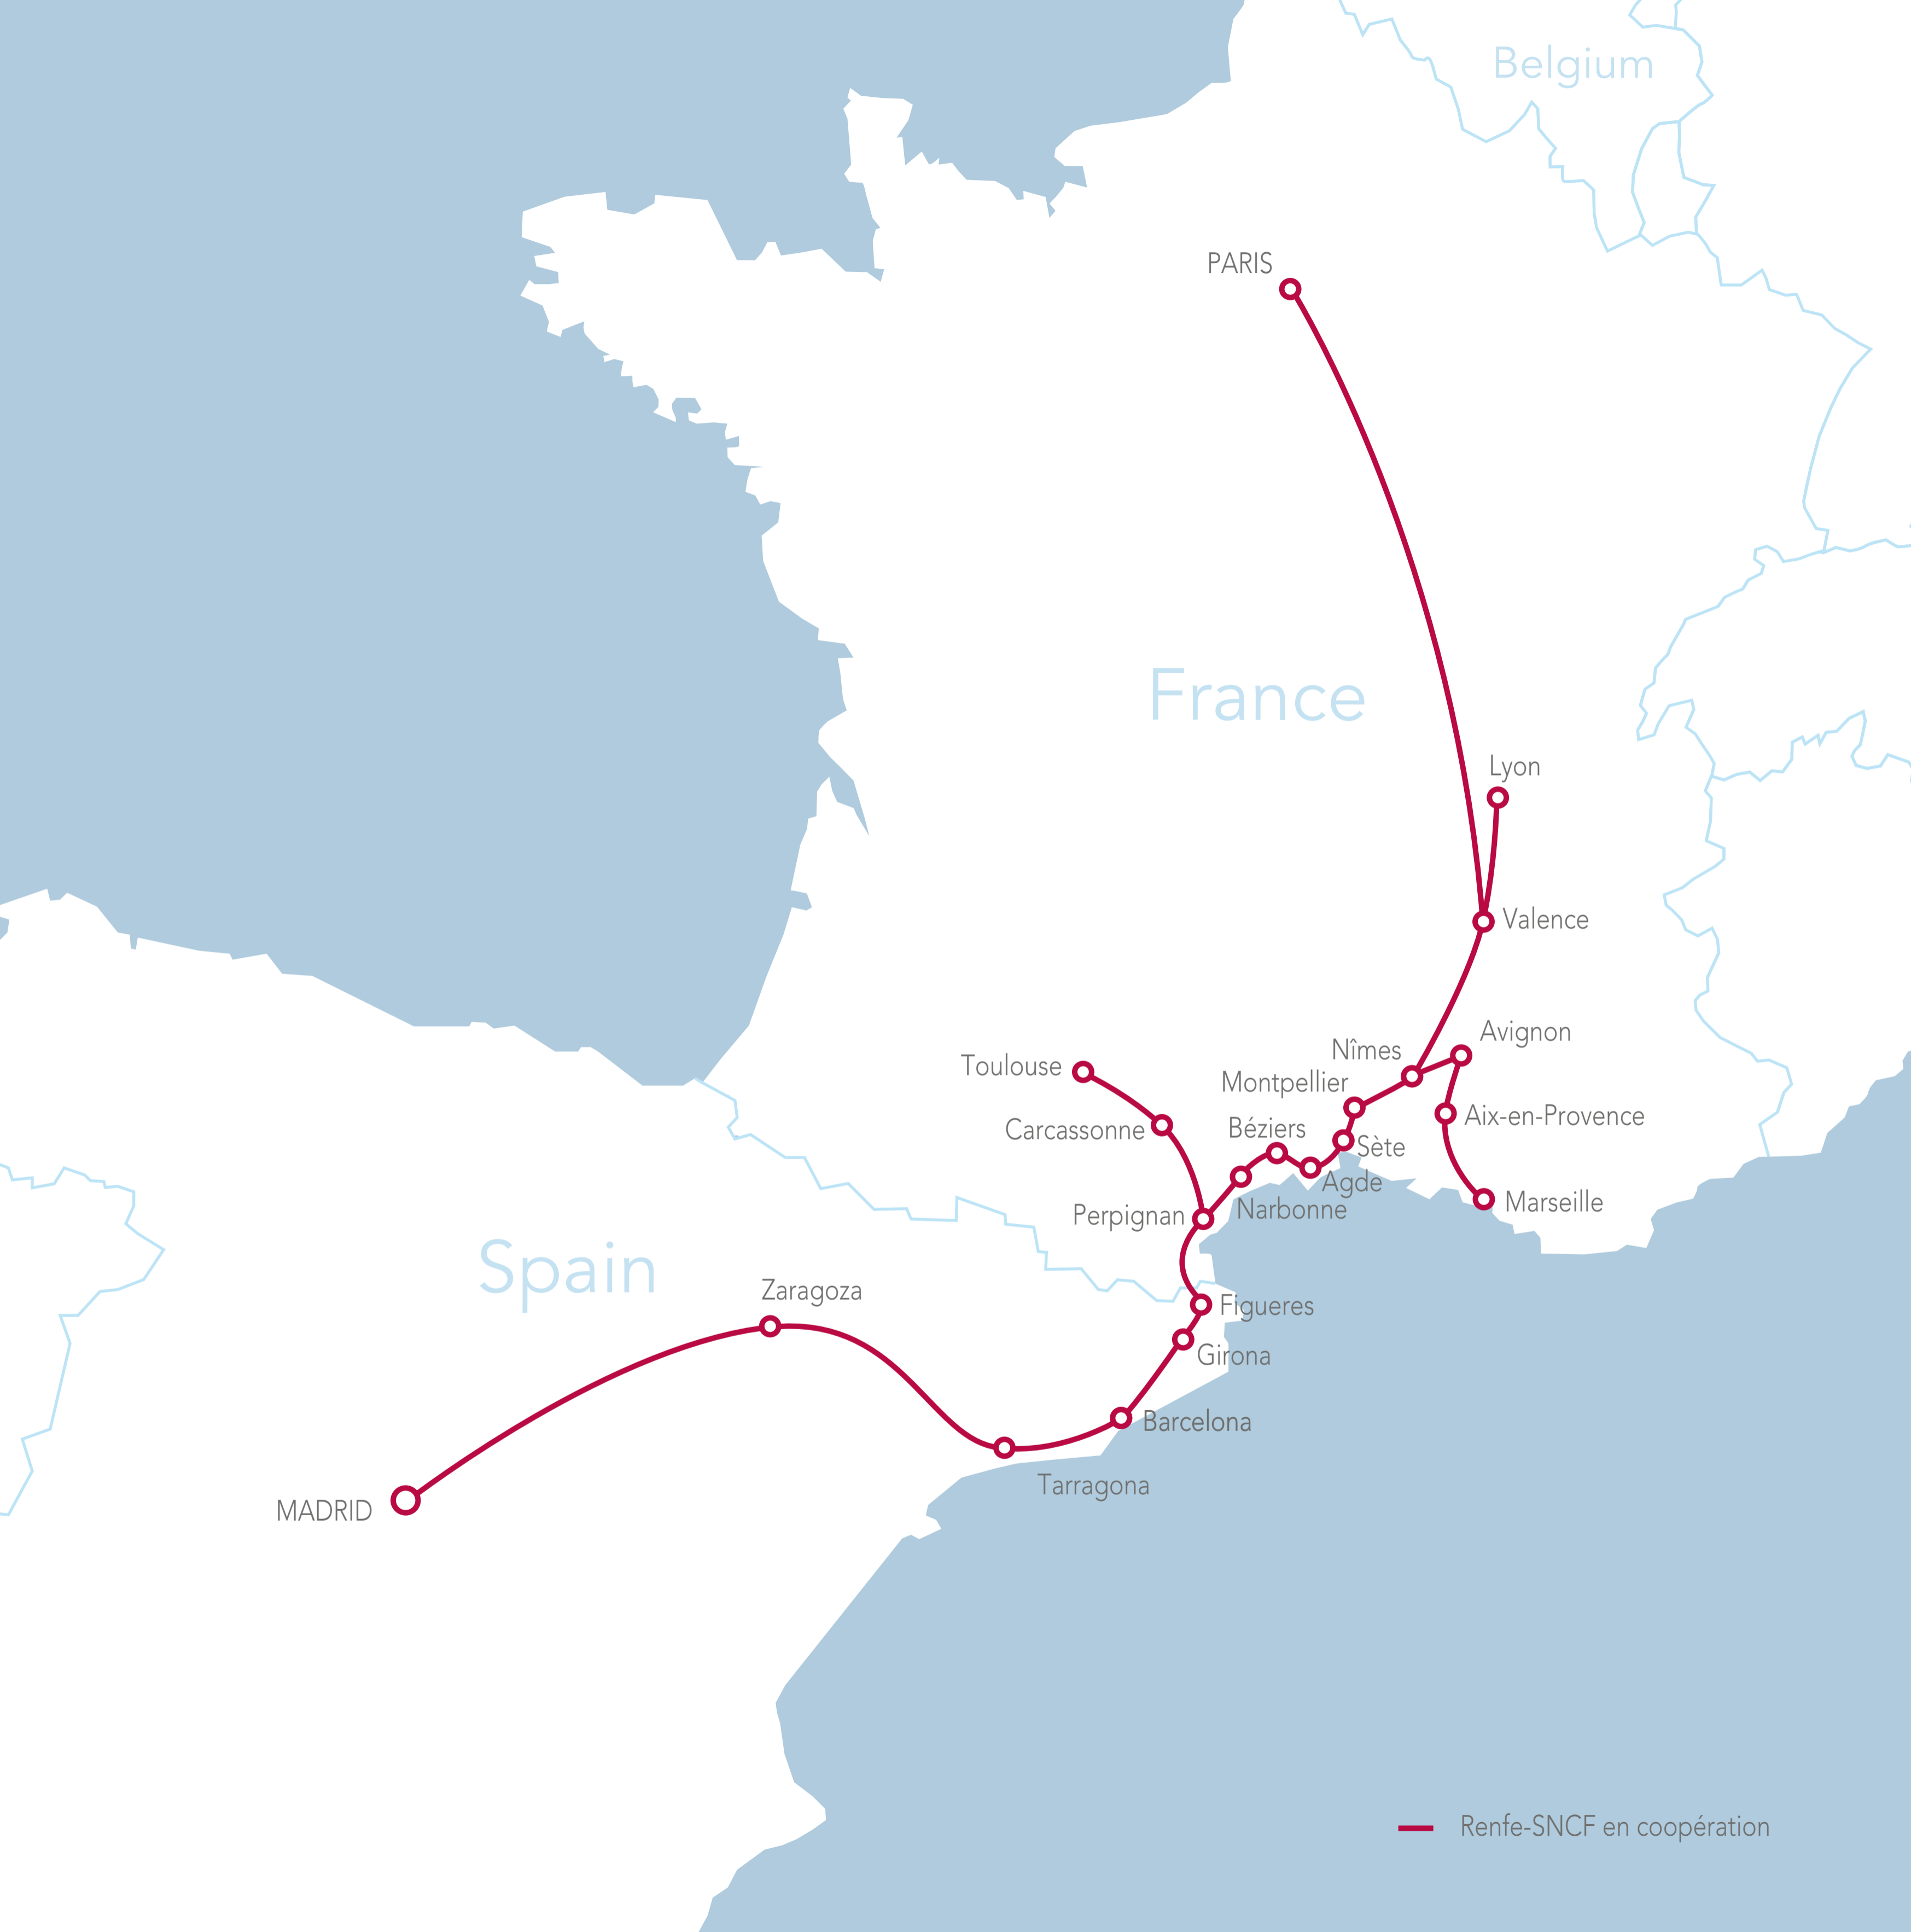 Belgium
PARIS
France
Lyon
Valence
Avignon
Nîmes
Toulouse
Montpellier
Aix-en-Provence
Carcassonne
Béziers
Sète
Agde
Marseille
Narbonne
Perpignan
Spain
Zaragoza
Figueres
Girona
Barcelona
Tarragona
MADRID
Renfe-SNCF en coopération